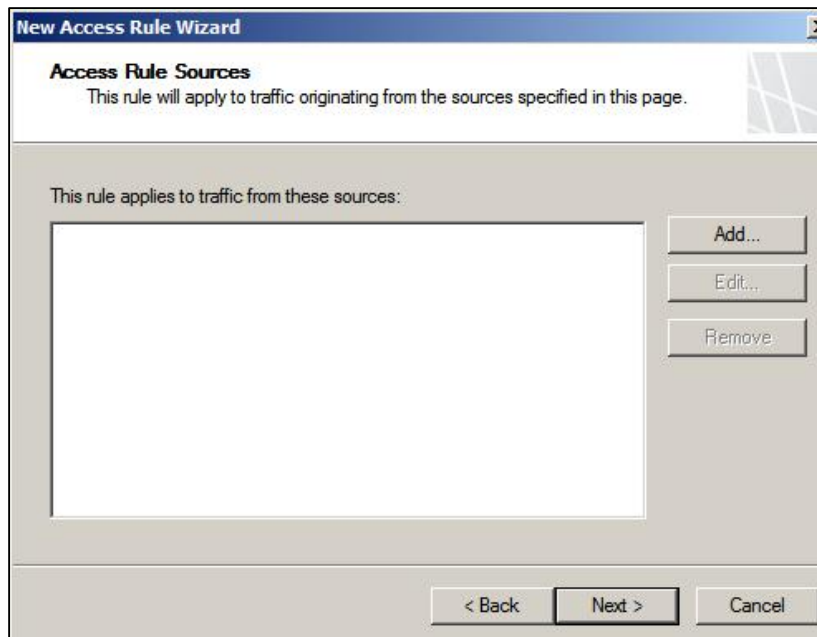 New Access Rule Wizard
Access Rule Sources
This rule will apply to traffic originating from the sources specified in this page.
This rule applies to traffic from these sources:
Add...
Edit...
Remove
< Back
Next >
Cancel